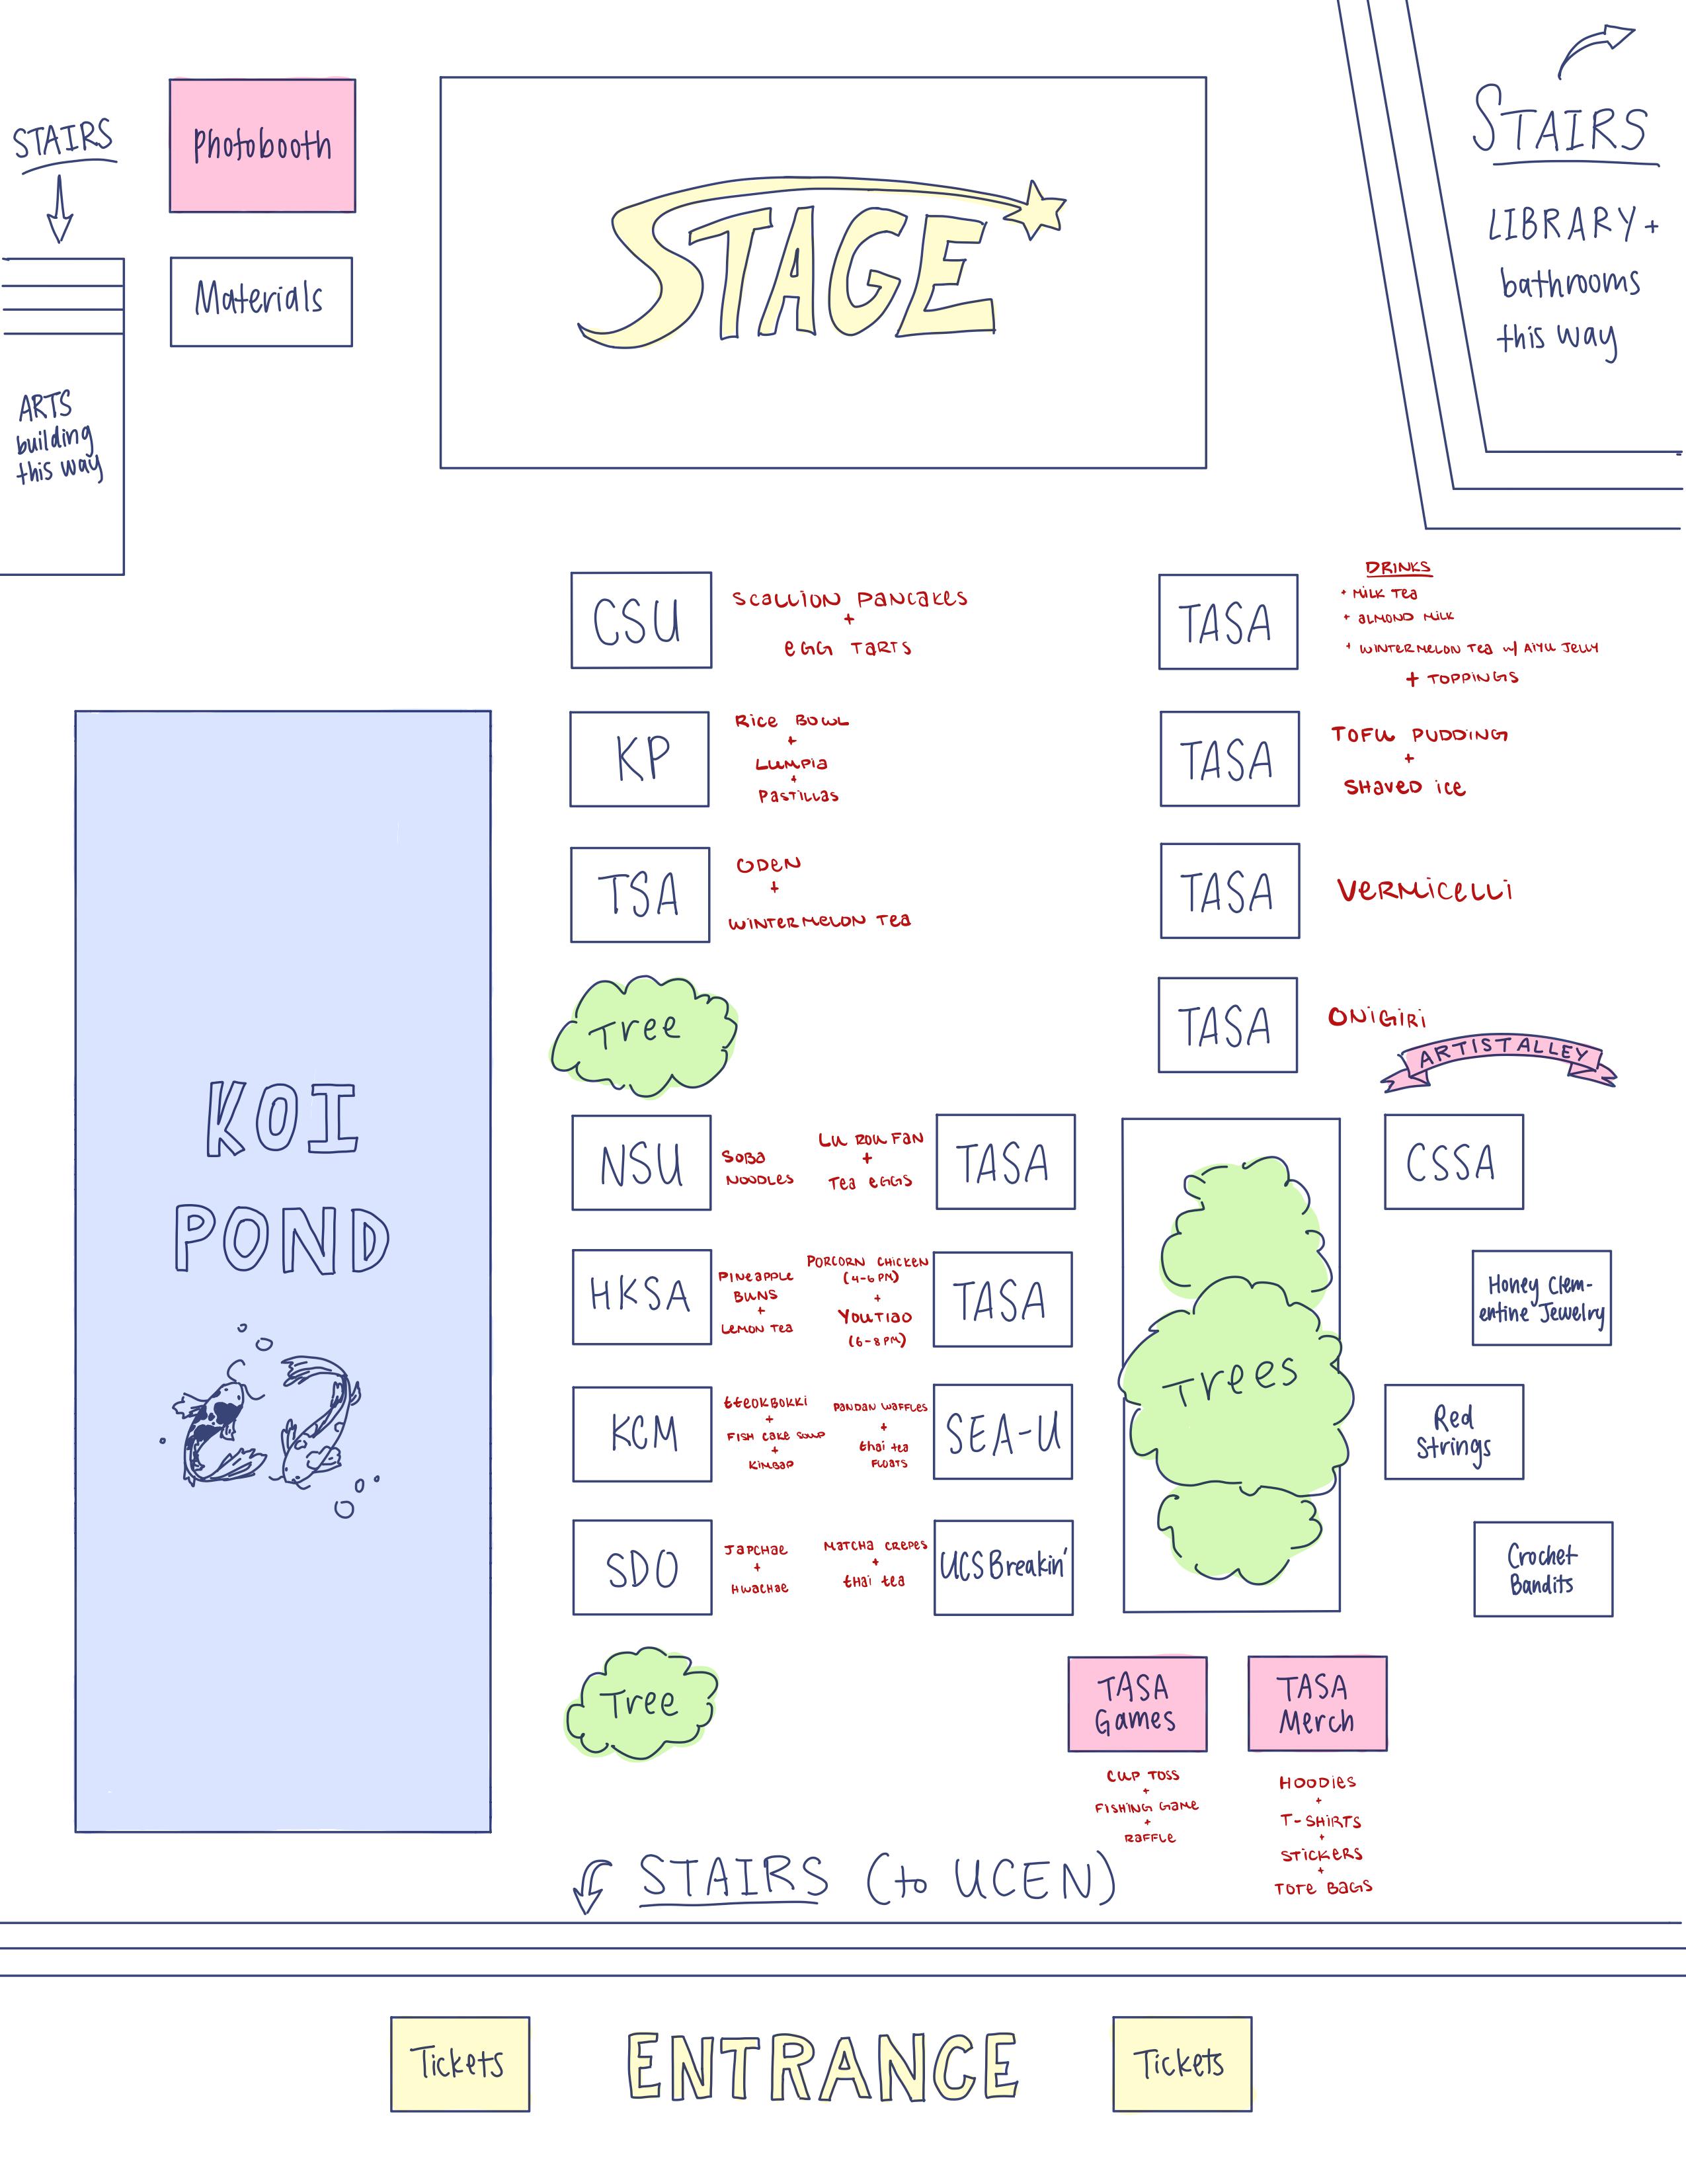 STAIRS
Photobooth
Materials
ARTS
building
this way
STAGE
STAIRS
LIBRARY +
bathrooms
this way
CSU
SCALLION PANCAKES
+
EGG TARTS
TASA
DRINKS
+ MILK TEA
+ ALMOND MILK
+ WINTERMELON TEA w/ AIYU JELLY
+ TOPPINGS
KP
RICE BOWL
+
LUMPIA
+
PASTILLAS
TASA
TOFU PUDDING
+
SHAVED ICE
TSA
ODEN
+
WINTERMELON TEA
TASA
VERMICELLI
Tree
TASA
ONIGIRI
ARTIST ALLEY
KOI
POND
NSU
SOBA
NOODLES
LU ROU FAN
+
TEA EGGS
TASA
CSSA
HKSA
PINEAPPLE
BUNS
+
LEMON TEA
PORCORN CHICKEN
(4-6 PM)
+
YOUTIAO
(6-8 PM)
TASA
Trees
Honey Clem-
entine Jewelry
KCM
tteokbokki
+
FISH CAKE SOUP
+
KIMBAP
PANDAN WAFFLES
+
thai tea
FLOATS
SEA-U
Red
Strings
SDO
JAPCHAE
+
HWACHAE
MATCHA CREPES
+
thai tea
UCSBreakin'
Crochet
Bandits
Tree
TASA
Games
CUP TOSS
+
FISHING GAME
+
RAFFLE
TASA
Merch
HOODIES
+
T-SHIRTS
+
STICKERS
+
TOTE BAGS
STAIRS (to UCEN)
Tickets
ENTRANCE
Tickets